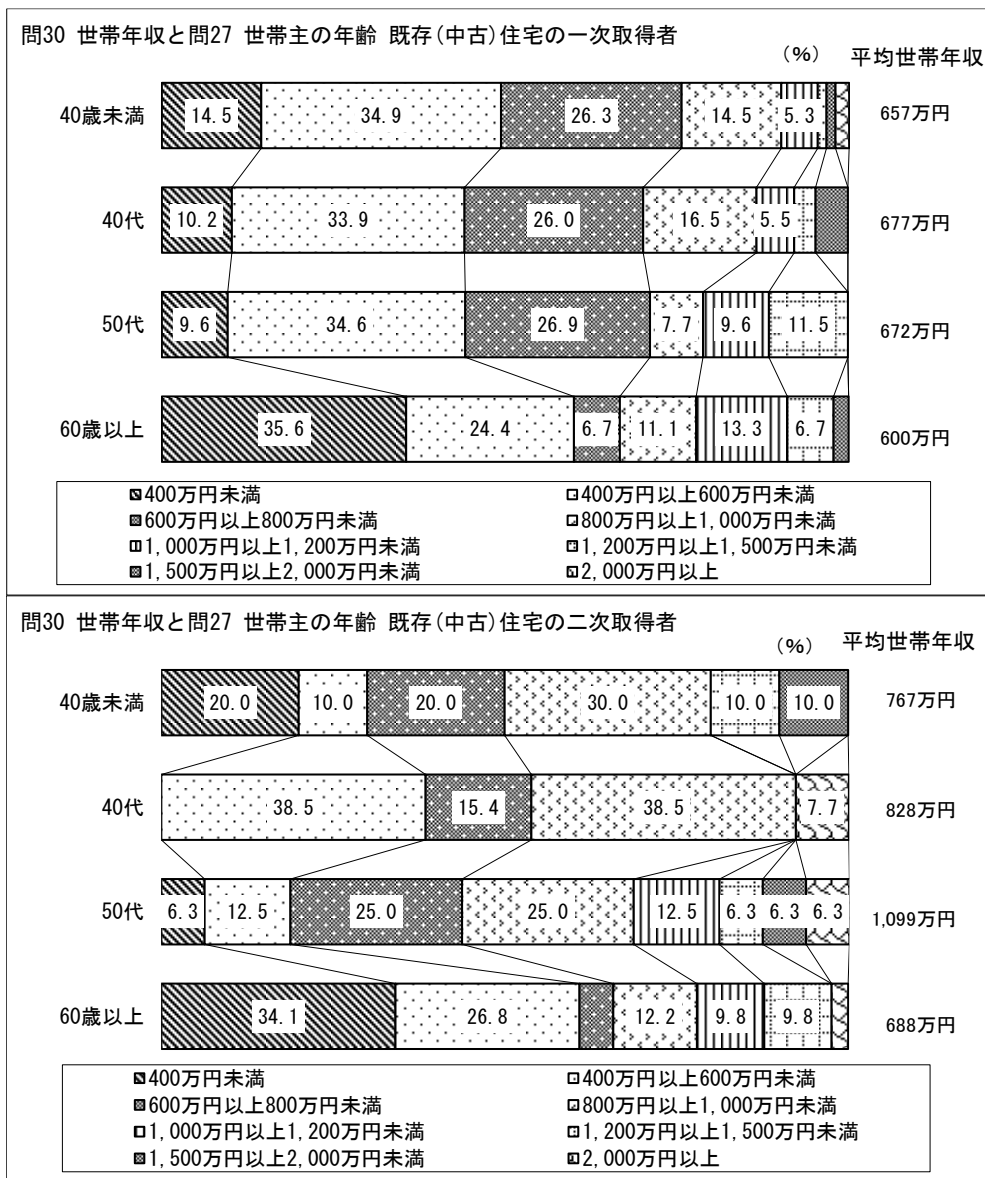 問30 世帯年収と問27 世帯主の年齢 既存(中古)住宅の一次取得者
(%) 平均世帯年収
40歳未満 14.5 34.9 26.3 14.5 5.3 657万円
40代 10.2 33.9 26.0 16.5 5.5 677万円
50代 9.6 34.6 26.9 7.7 9.6 11.5 672万円
60歳以上 35.6 24.4 6.7 11.1 13.3 6.7 600万円
400万円未満 400万円以上600万円未満
600万円以上800万円未満 800万円以上1,000万円未満
1,000万円以上1,200万円未満 1,200万円以上1,500万円未満
1,500万円以上2,000万円未満 2,000万円以上
問30 世帯年収と問27 世帯主の年齢 既存(中古)住宅の二次取得者
(%) 平均世帯年収
40歳未満 20.0 10.0 20.0 30.0 10.0 10.0 767万円
40代 38.5 15.4 38.5 7.7 828万円
50代 6.3 12.5 25.0 25.0 12.5 6.3 6.3 6.3 1,099万円
60歳以上 34.1 26.8 12.2 9.8 9.8 688万円
400万円未満 400万円以上600万円未満
600万円以上800万円未満 800万円以上1,000万円未満
1,000万円以上1,200万円未満 1,200万円以上1,500万円未満
1,500万円以上2,000万円未満 2,000万円以上